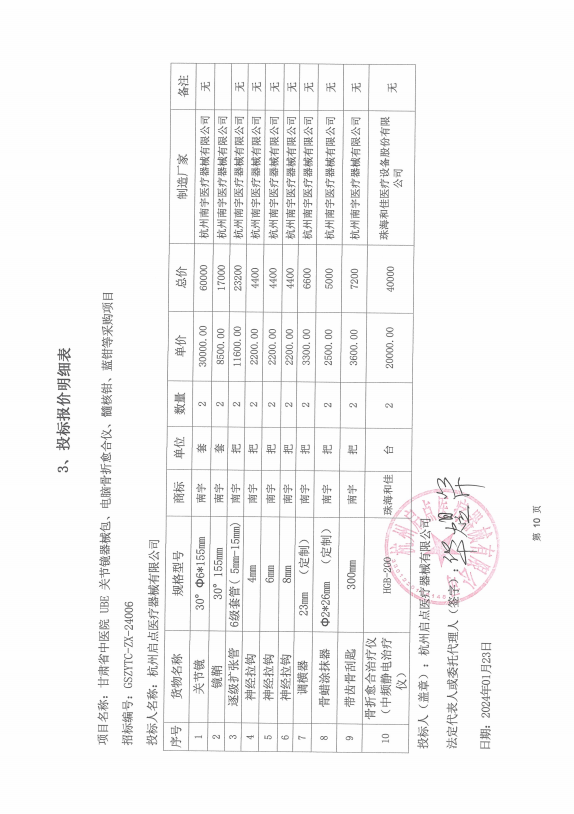 3、投标报价明细表
项目名称：甘肃省中医院 UBE 关节镜器械包、电脑骨折愈合仪、髓核钳、蓝钳等采购项目
招标编号：GSZYTC-ZX-24006
投标人名称：杭州启点医疗器械有限公司
序号 货物名称 规格型号 商标 单位 数量 单价 总价 制造厂家 备注
1 关节镜 30° Φ6*155mm 南宇 套 2 30000.00 60000 杭州南宇医疗器械有限公司 无
2 镜鞘 30° 155mm 南宇 套 2 8500.00 17000 杭州南宇医疗器械有限公司
3 逐级扩张管 6级套管( 5mm-15mm) 南宇 把 2 11600.00 23200 杭州南宇医疗器械有限公司 无
4 神经拉钩 4mm 南宇 把 2 2200.00 4400 杭州南宇医疗器械有限公司 无
5 神经拉钩 6mm 南宇 把 2 2200.00 4400 杭州南宇医疗器械有限公司 无
6 神经拉钩 8mm 南宇 把 2 2200.00 4400 杭州南宇医疗器械有限公司 无
7 调横器 23mm （定制） 南宇 把 2 3300.00 6600 杭州南宇医疗器械有限公司 无
8 骨蜡涂抹器 Φ2*26mm （定制） 南宇 把 2 2500.00 5000 杭州南宇医疗器械有限公司 无
9 带齿骨刮匙 300mm 南宇 把 2 3600.00 7200 杭州南宇医疗器械有限公司 无
10 骨折愈合治疗仪（中频静电治疗仪） HGB-200 珠海和佳 台 2 20000.00 40000 珠海和佳医疗设备股份有限公司 无
投标人（盖章）：杭州启点医疗器械有限公司
法定代表人或委托代理人（签字）：
日期：2024年01月23日
第 10 页